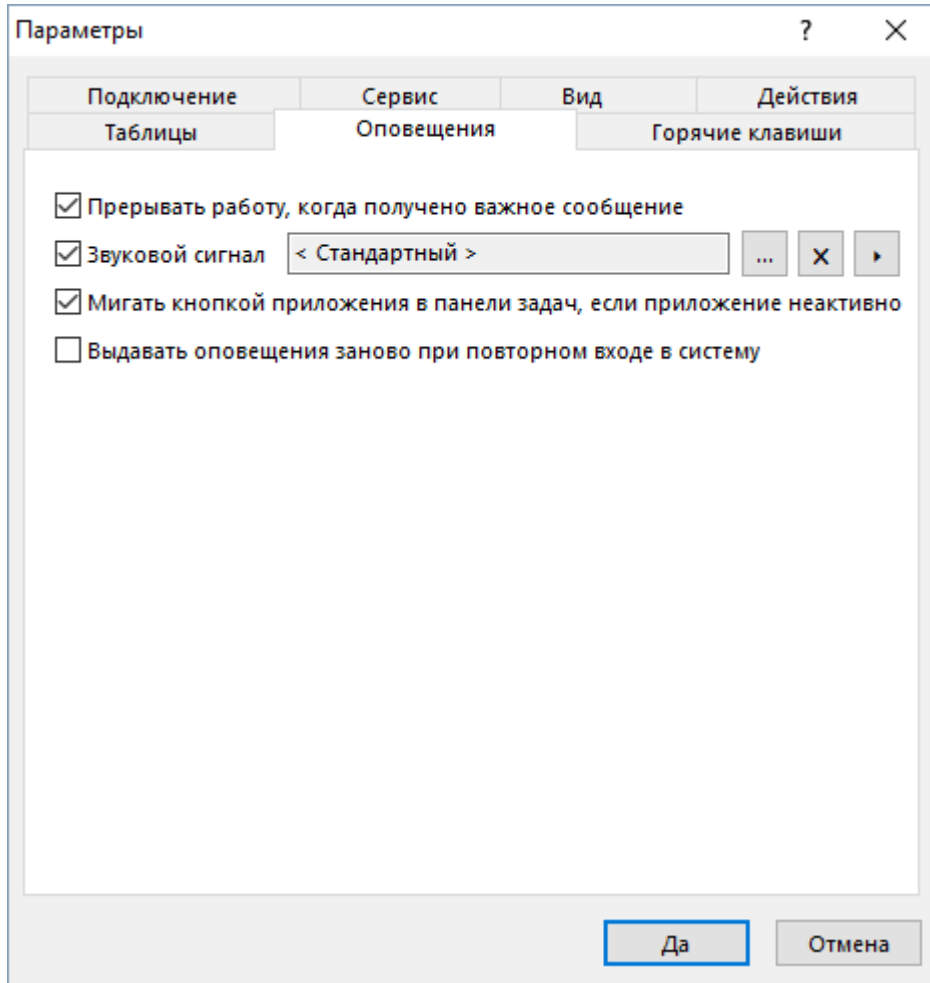 Параметры
Подключение Сервис Вид Действия
Таблицы Оповещения Горячие клавиши
Прерывать работу, когда получено важное сообщение
Звуковой сигнал < Стандартный > ...
Мигать кнопкой приложения в панели задач, если приложение неактивно
Выдавать оповещения заново при повторном входе в систему
Да Отмена